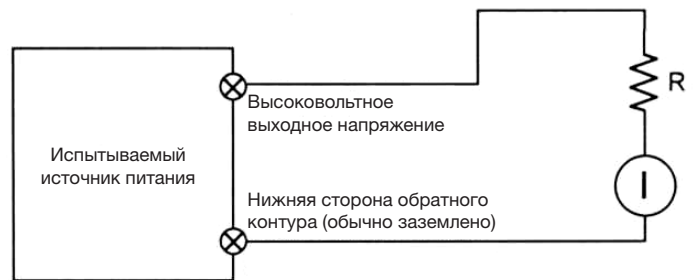 Высоковольтное
выходное напряжение
R
Испытываемый
источник питания
I
Нижняя сторона обратного
контура (обычно заземлено)